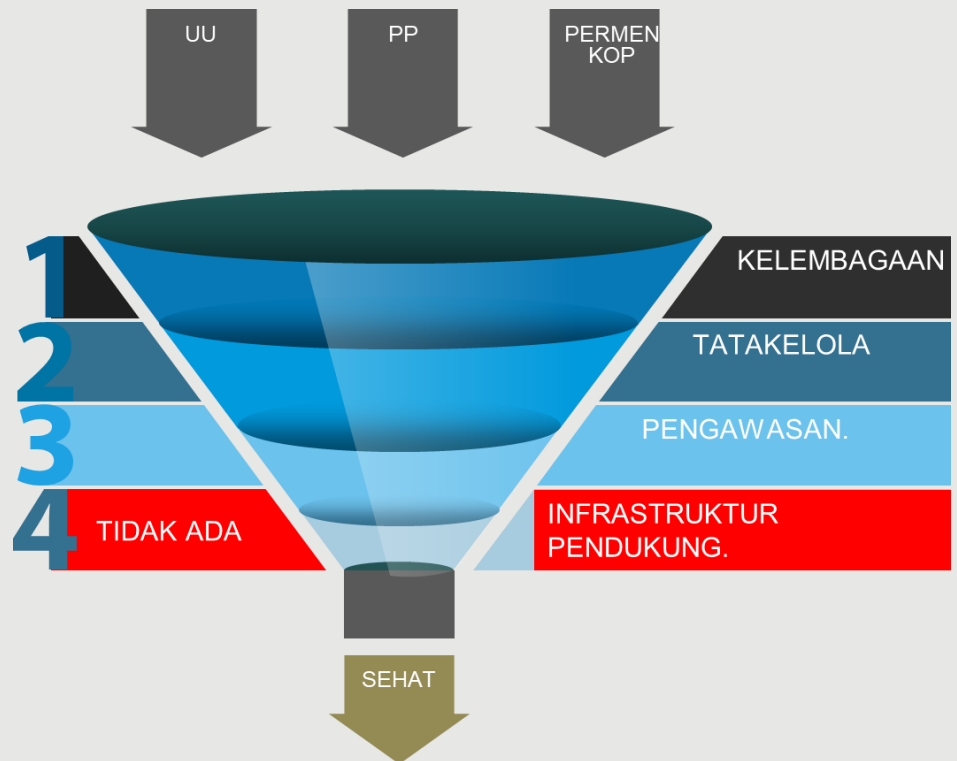 UU
PP
PERMEN
KOP
1
KELEMBAGAAN
2
TATAKELOLA
3
PENGAWASAN.
4
TIDAK ADA
INFRASTRUKTUR
PENDUKUNG.
SEHAT